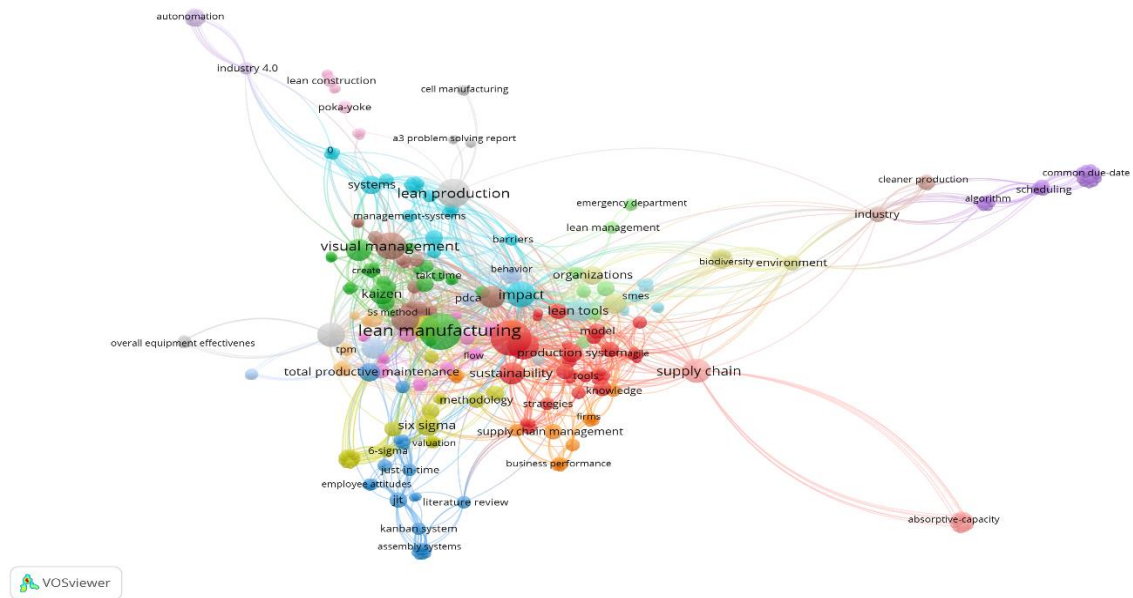 autonomation
industry 4.0
lean construction
cell manufacturing
poka-yoke
a3 problem solving report
0
common due-date
cleaner production
scheduling
systems
lean production
algorithm
emergency department
management-systems
industry
lean management
visual management
barriers
biodiversity
environment
create
takt time
behavior
organizations
kaizen
pdca
impact
smes
5s method
li
lean tools
lean manufacturing
model
overall equipment effectivenes
tpm
flow
production system
agile
total productive maintenance
sustainability
tools
supply chain
knowledge
methodology
strategies
firms
six sigma
supply chain management
valuation
6-sigma
business performance
just-in-time
employee attitudes
jit
literature review
absorptive-capacity
kanban system
assembly systems
VOSviewer